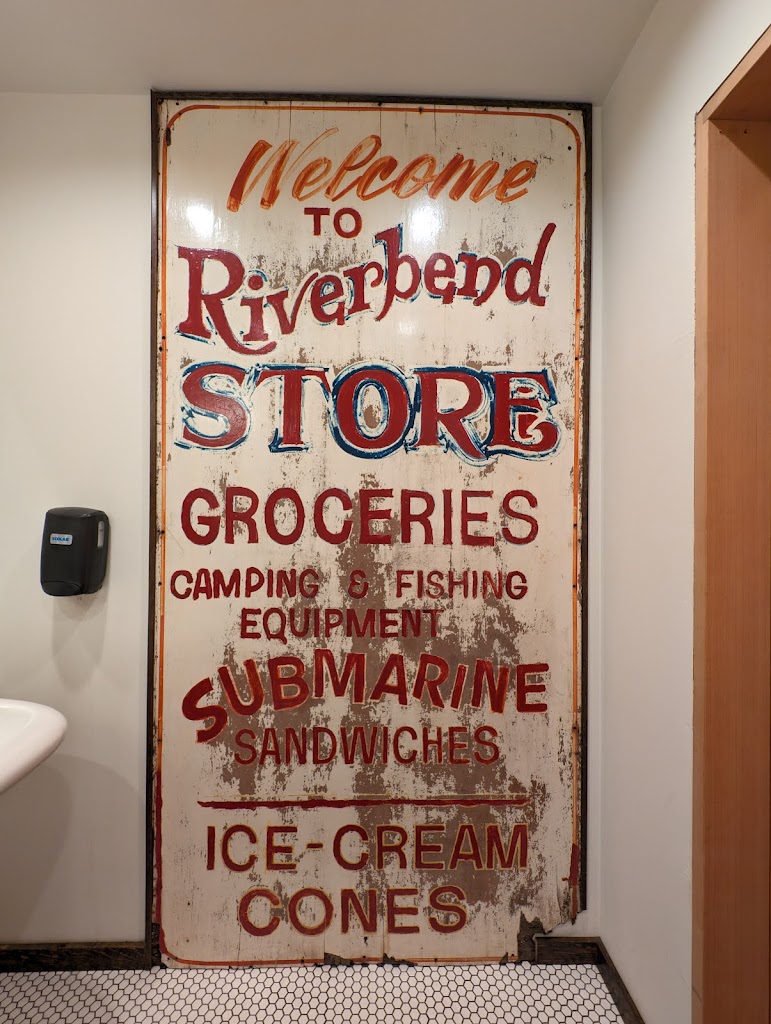 Welcome
TO
Riverbend
STORE
GROCERIES
CAMPING & FISHING
EQUIPMENT
SUBMARINE
SANDWICHES
ICE-CREAM
CONES